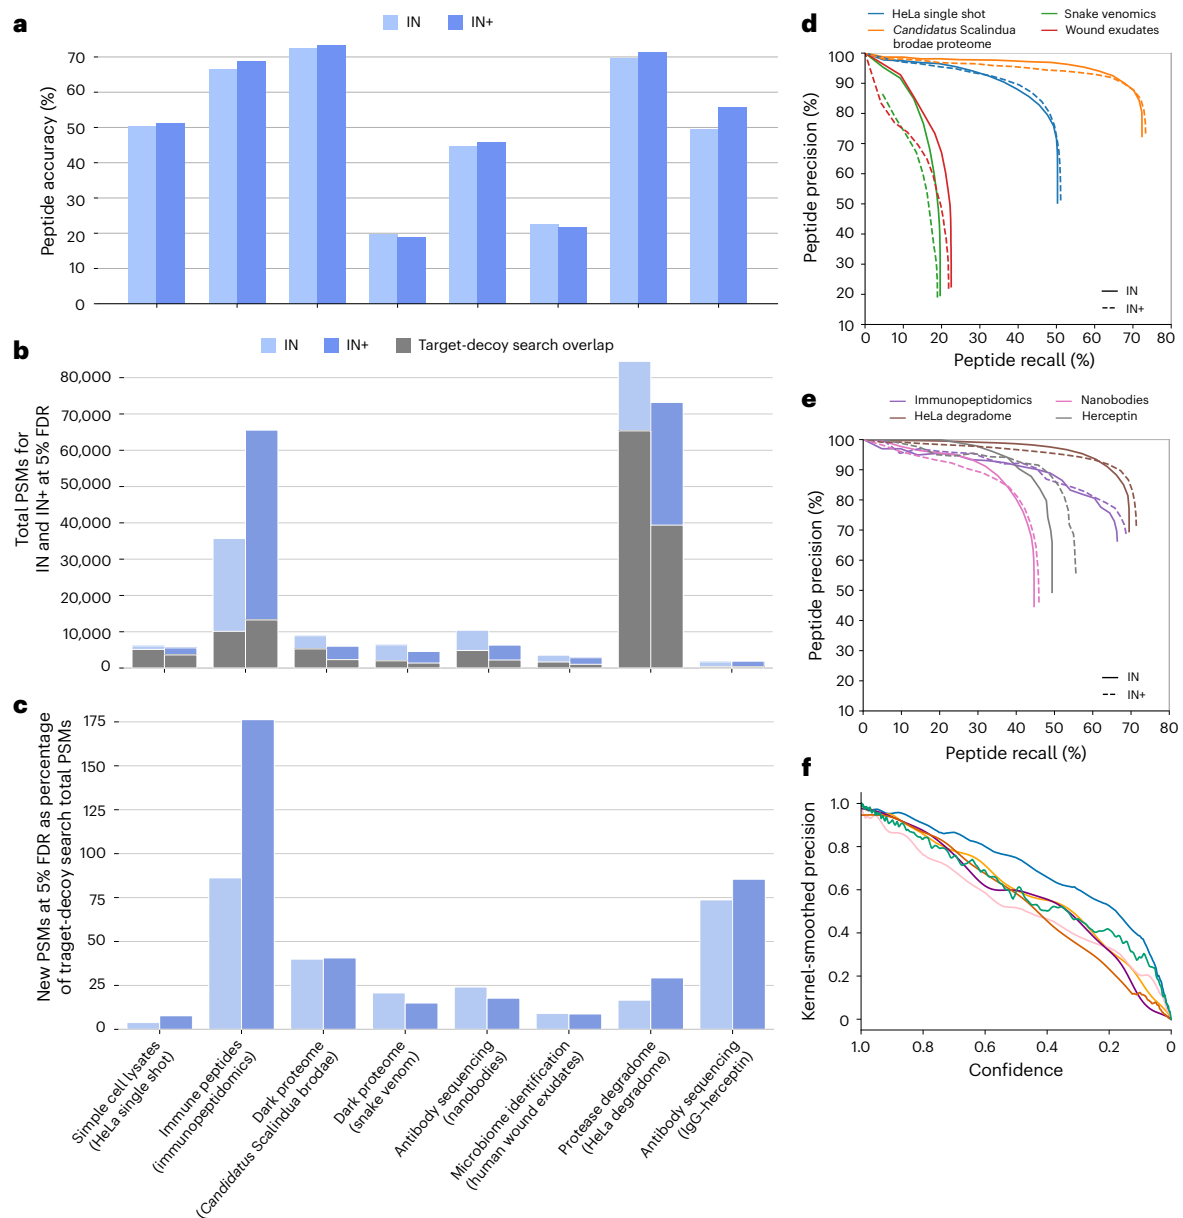 a
IN
IN+
Peptide accuracy (%)
70
60
50
40
30
20
10
0
b
IN
IN+
Target-decoy search overlap
Total PSMs for
IN and IN+ at 5% FDR
80,000
70,000
60,000
50,000
40,000
30,000
20,000
10,000
0
c
New PSMs at 5% FDR as percentage
of traget-decoy search total PSMs
175
150
125
100
75
50
25
0
Simple cell lysates
(HeLa single shot)
Immune peptides
(immunopeptidomics)
Dark proteome
(Candidatus Scalindua brodae)
Dark proteome
(snake venom)
Antibody sequencing
(nanobodies)
Microbiome identification
(human wound exudates)
Protease degradome
(HeLa degradome)
Antibody sequencing
(IgG–herceptin)
d
HeLa single shot
Candidatus Scalindua
brodae proteome
Snake venomics
Wound exudates
Peptide precision (%)
100
90
80
70
60
50
40
30
20
10
IN
IN+
0 10 20 30 40 50 60 70 80
Peptide recall (%)
e
Immunopeptidomics
HeLa degradome
Nanobodies
Herceptin
Peptide precision (%)
100
90
80
70
60
50
40
30
20
10
IN
IN+
0 10 20 30 40 50 60 70 80
Peptide recall (%)
f
Kernel-smoothed precision
1.0
0.8
0.6
0.4
0.2
0
1.0 0.8 0.6 0.4 0.2 0
Confidence